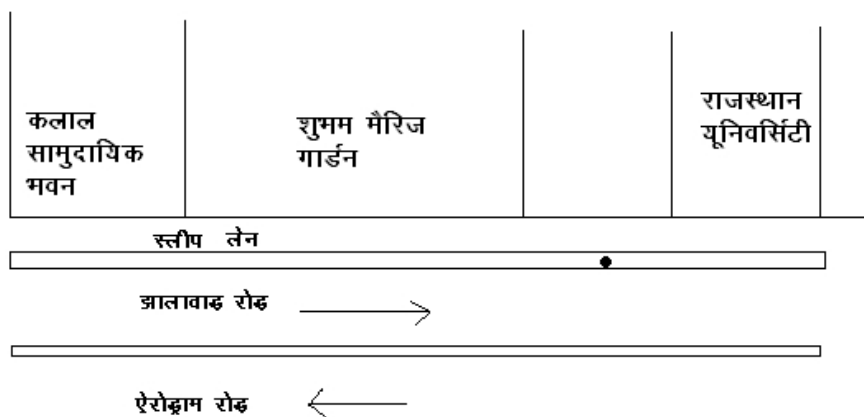 कलाल
सामुदायिक
भवन
शुभम मैरिज
गार्डन
राजस्थान
यूनिवर्सिटी
स्लीप लेन
झालावाड़ रोड़
ऐरोड्राम रोड़